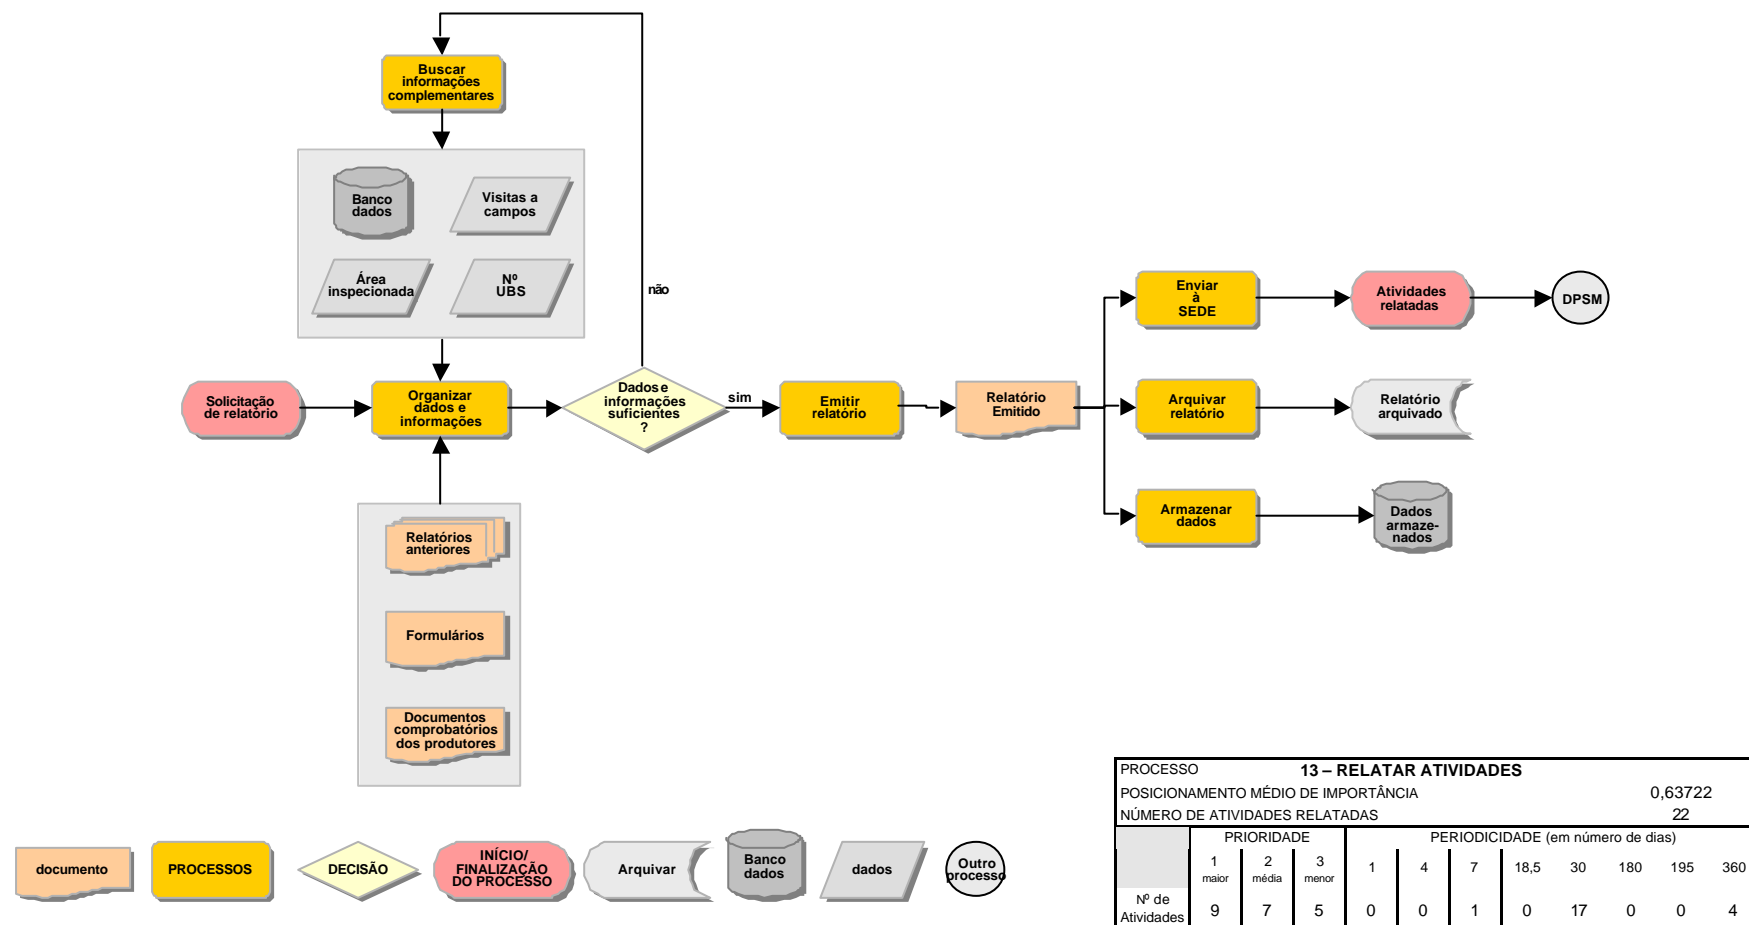 Buscar
informações
complementares
Banco
dados
Visitas a
campos
Área
inspecionada
Nº
UBS
não
Solicitação
de relatório
Organizar
dados e
informações
Dados e
informações
suficientes
?
sim
Emitir
relatório
Relatório
Emitido
Enviar
à
SEDE
Atividades
relatadas
DPSM
Arquivar
relatório
Relatório
arquivado
Armazenar
dados
Dados
armaze-
nados
Relatórios
anteriores
Formulários
Documentos
comprobatórios
dos produtores
documento
PROCESSOS
DECISÃO
INÍCIO/
FINALIZAÇÃO
DO PROCESSO
Arquivar
Banco
dados
dados
Outro
processo
PROCESSO 13 – RELATAR ATIVIDADES
POSICIONAMENTO MÉDIO DE IMPORTÂNCIA 0,63722
NÚMERO DE ATIVIDADES RELATADAS 22
PRIORIDADE PERIODICIDADE (em número de dias)
1 2 3 1 4 7 18,5 30 180 195 360
maior média menor
Nº de
Atividades 9 7 5 0 0 1 0 17 0 0 4